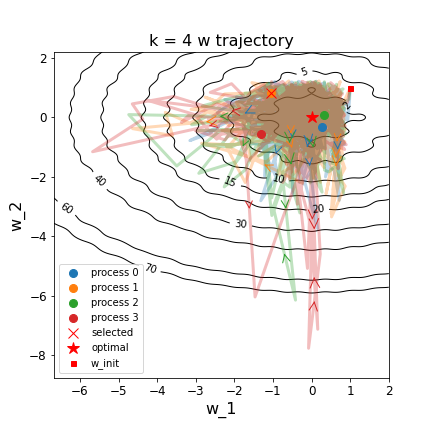 k = 4 w trajectory
w_2
2
0
−2
−4
−6
−8
5
2
10
15
20
30
40
60
70
process 0
process 1
process 2
process 3
selected
optimal
w_init
−6 −5 −4 −3 −2 −1 0 1 2
w_1